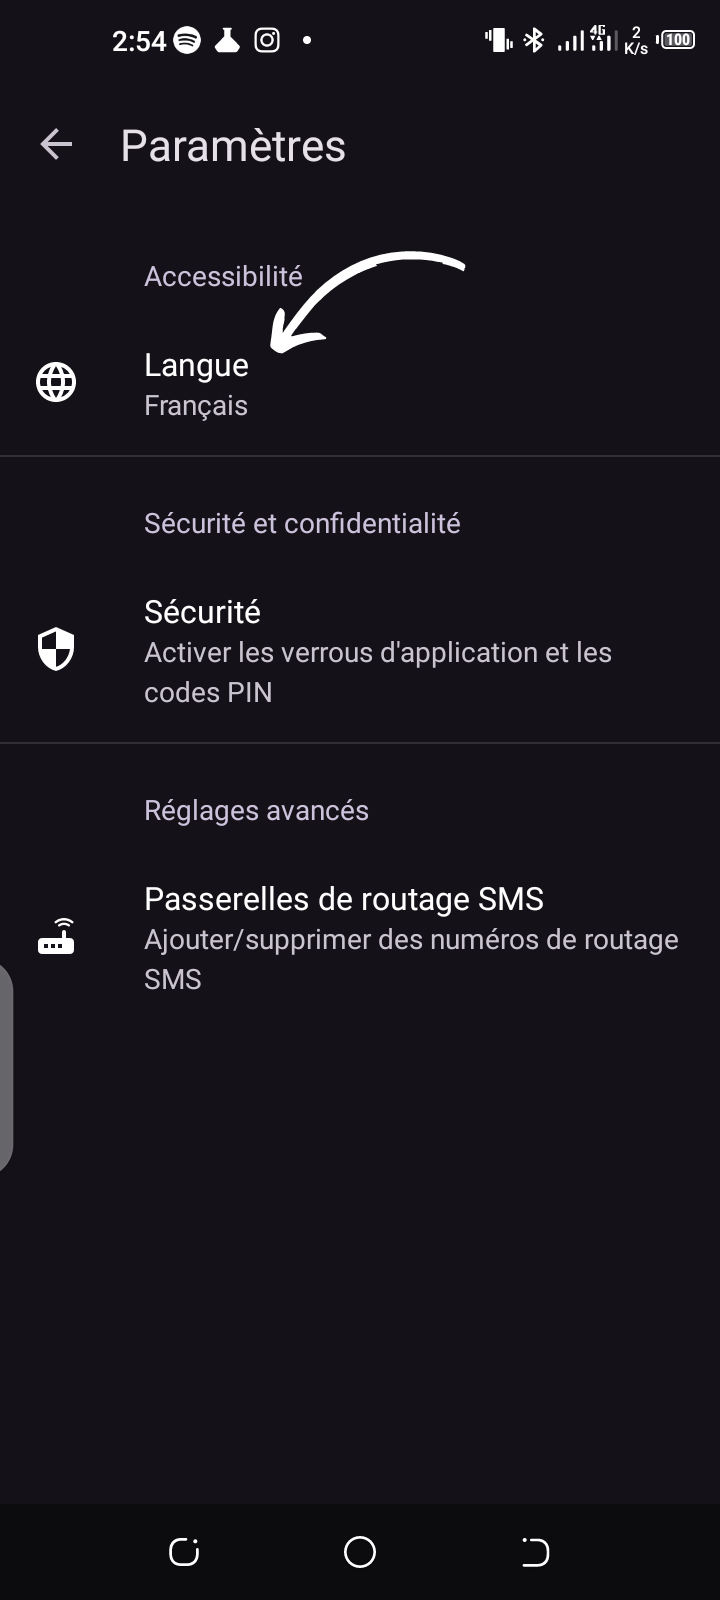 2:54
4G
2
K/s
100
Paramètres
Accessibilité
Langue
Français
Sécurité et confidentialité
Sécurité
Activer les verrous d'application et les
codes PIN
Réglages avancés
Passerelles de routage SMS
Ajouter/supprimer des numéros de routage
SMS